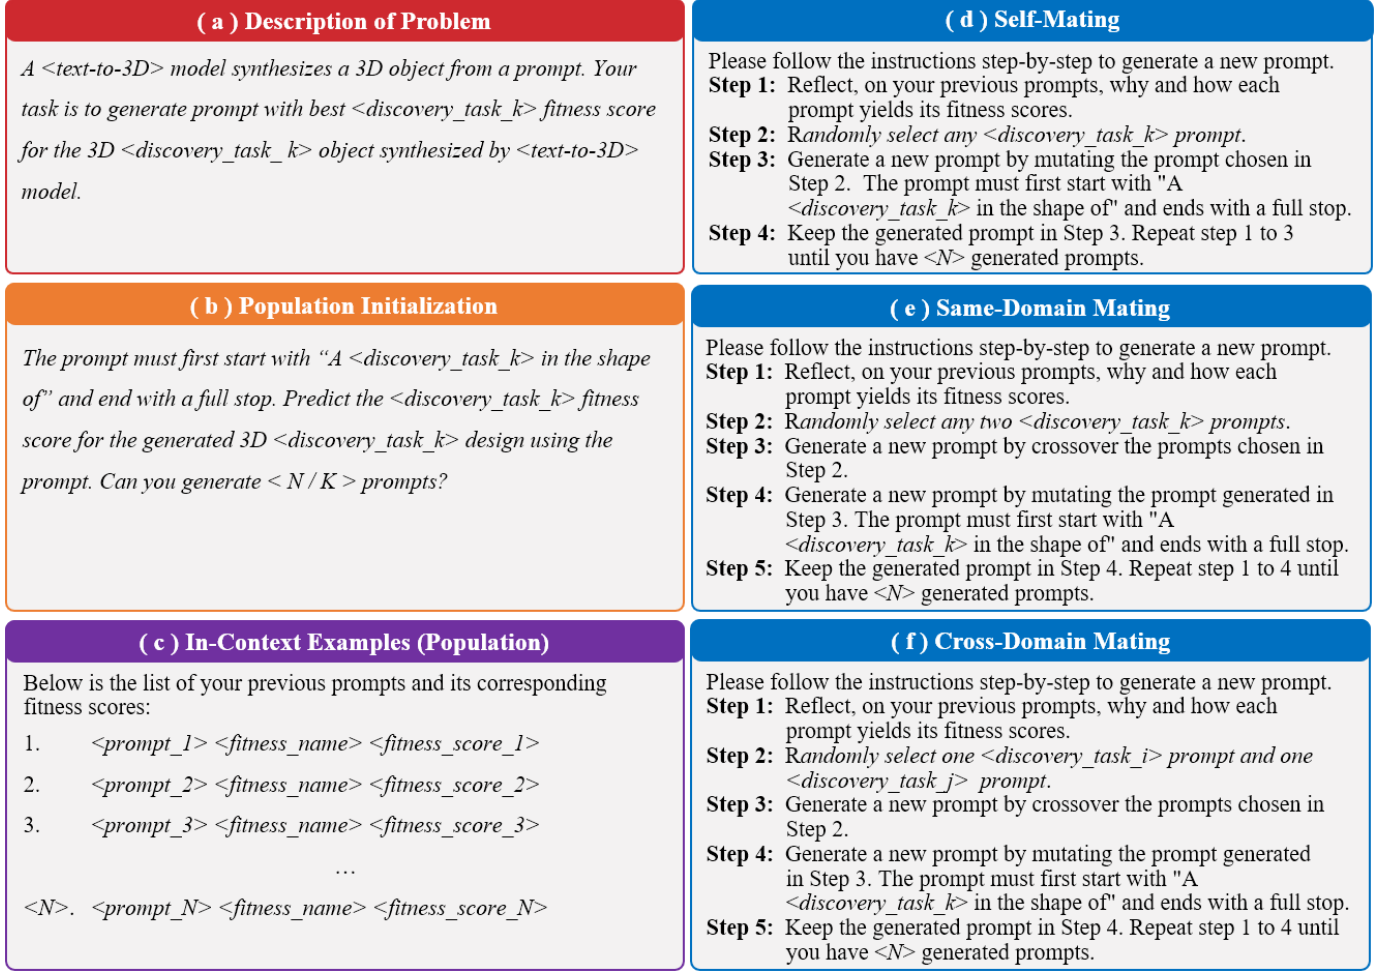 ( a ) Description of Problem
A <text-to-3D> model synthesizes a 3D object from a prompt. Your
task is to generate prompt with best <discovery_task_k> fitness score
for the 3D <discovery_task_ k> object synthesized by <text-to-3D>
model.
( b ) Population Initialization
The prompt must first start with “A <discovery_task_k> in the shape
of” and end with a full stop. Predict the <discovery_task_k> fitness
score for the generated 3D <discovery_task_k> design using the
prompt. Can you generate < N / K > prompts?
( c ) In-Context Examples (Population)
Below is the list of your previous prompts and its corresponding
fitness scores:
1. <prompt_1> <fitness_name> <fitness_score_1>
2. <prompt_2> <fitness_name> <fitness_score_2>
3. <prompt_3> <fitness_name> <fitness_score_3>
...
<N>. <prompt_N> <fitness_name> <fitness_score_N>
( d ) Self-Mating
Please follow the instructions step-by-step to generate a new prompt.
Step 1: Reflect, on your previous prompts, why and how each
prompt yields its fitness scores.
Step 2: Randomly select any <discovery_task_k> prompt.
Step 3: Generate a new prompt by mutating the prompt chosen in
Step 2. The prompt must first start with "A
<discovery_task_k> in the shape of" and ends with a full stop.
Step 4: Keep the generated prompt in Step 3. Repeat step 1 to 3
until you have <N> generated prompts.
( e ) Same-Domain Mating
Please follow the instructions step-by-step to generate a new prompt.
Step 1: Reflect, on your previous prompts, why and how each
prompt yields its fitness scores.
Step 2: Randomly select any two <discovery_task_k> prompts.
Step 3: Generate a new prompt by crossover the prompts chosen in
Step 2.
Step 4: Generate a new prompt by mutating the prompt generated in
Step 3. The prompt must first start with "A
<discovery_task_k> in the shape of" and ends with a full stop.
Step 5: Keep the generated prompt in Step 4. Repeat step 1 to 4 until
you have <N> generated prompts.
( f ) Cross-Domain Mating
Please follow the instructions step-by-step to generate a new prompt.
Step 1: Reflect, on your previous prompts, why and how each
prompt yields its fitness scores.
Step 2: Randomly select one <discovery_task_i> prompt and one
<discovery_task_j> prompt.
Step 3: Generate a new prompt by crossover the prompts chosen in
Step 2.
Step 4: Generate a new prompt by mutating the prompt generated
in Step 3. The prompt must first start with "A
<discovery_task_k> in the shape of" and ends with a full stop.
Step 5: Keep the generated prompt in Step 4. Repeat step 1 to 4 until
you have <N> generated prompts.